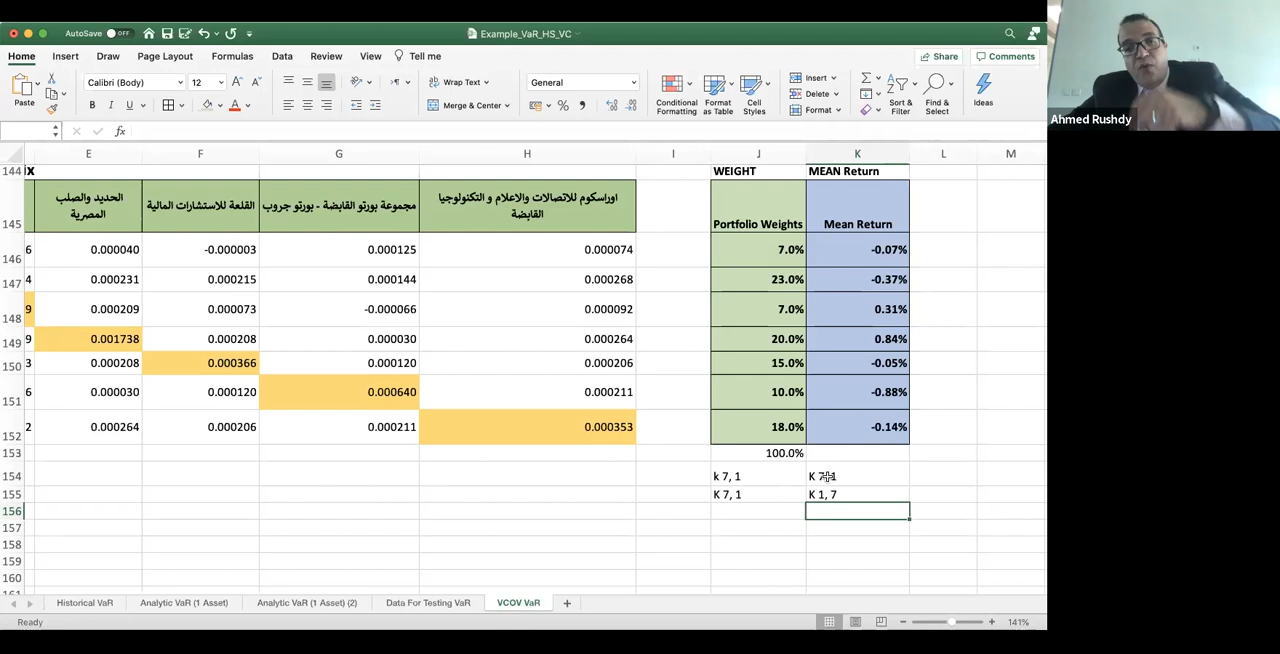 AutoSave OFF
Example_VaR_HS_VC
Home Insert Draw Page Layout Formulas Data Review View Tell me
Share Comments
Paste
Calibri (Body) 12
B I U
Wrap Text
Merge & Center
General
Conditional Formatting
Format as Table
Cell Styles
Insert
Delete
Format
Sort & Filter
Find & Select
Ideas
Ahmed Rushdy
fx
E F G H I J K L M
144 X WEIGHT MEAN Return
145 الحديد والصلب المصرية القلعة للاستشارات المالية مجموعة بورتو القابضة - بورتو جروب اوراسكوم للاتصالات والاعلام و التكنولوجيا القابضة Portfolio Weights Mean Return
146 6 0.000040 -0.000003 0.000125 0.000074 7.0% -0.07%
147 4 0.000231 0.000215 0.000144 0.000268 23.0% -0.37%
148 9 0.000209 0.000073 -0.000066 0.000092 7.0% 0.31%
149 9 0.001738 0.000208 0.000030 0.000264 20.0% 0.84%
150 3 0.000208 0.000366 0.000120 0.000206 15.0% -0.05%
151 6 0.000030 0.000120 0.000640 0.000211 10.0% -0.88%
152 2 0.000264 0.000206 0.000211 0.000353 18.0% -0.14%
153 100.0%
154 k 7, 1 K 7, 1
155 K 7, 1 K 1, 7
156
157
158
159
160
161
Historical VaR Analytic VaR (1 Asset) Analytic VaR (1 Asset) (2) Data For Testing VaR VCOV VaR
Ready 141%